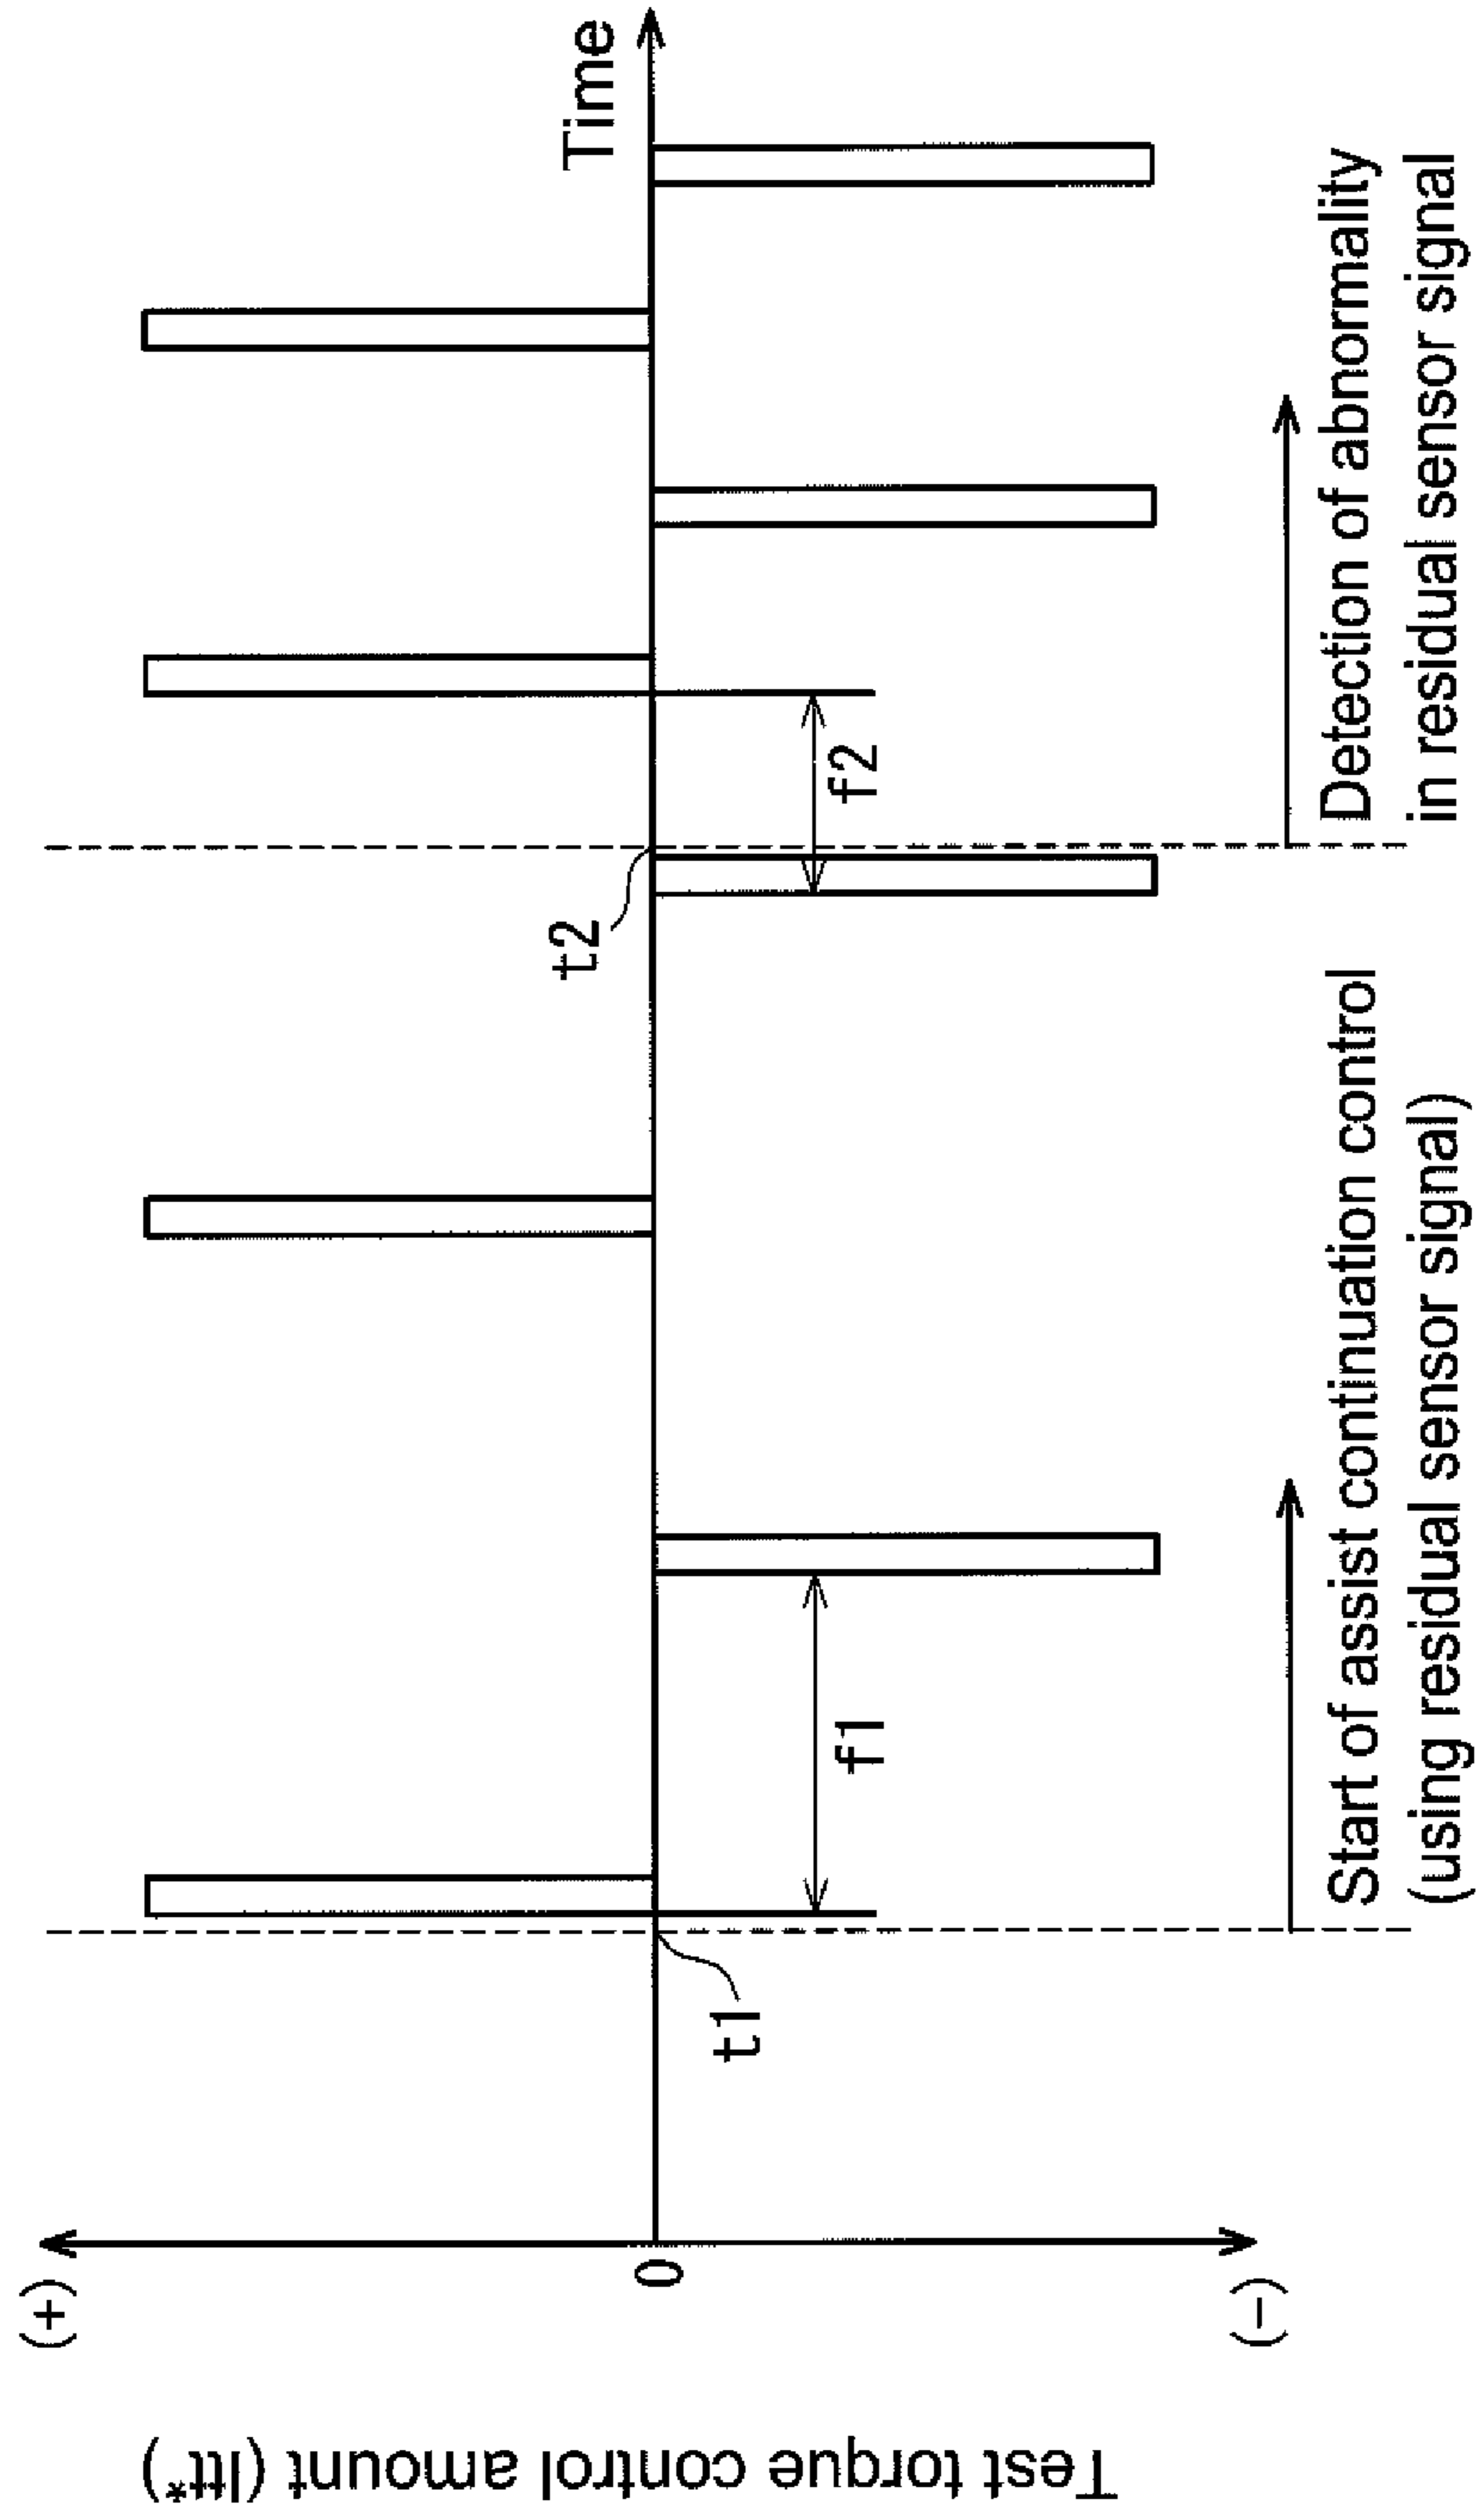 Test torque control amount (Itt*)
(+)
0
(-)
t1
f1
t2
f2
Time
Start of assist continuation control
(using residual sensor signal)
Detection of abnormality
in residual sensor signal